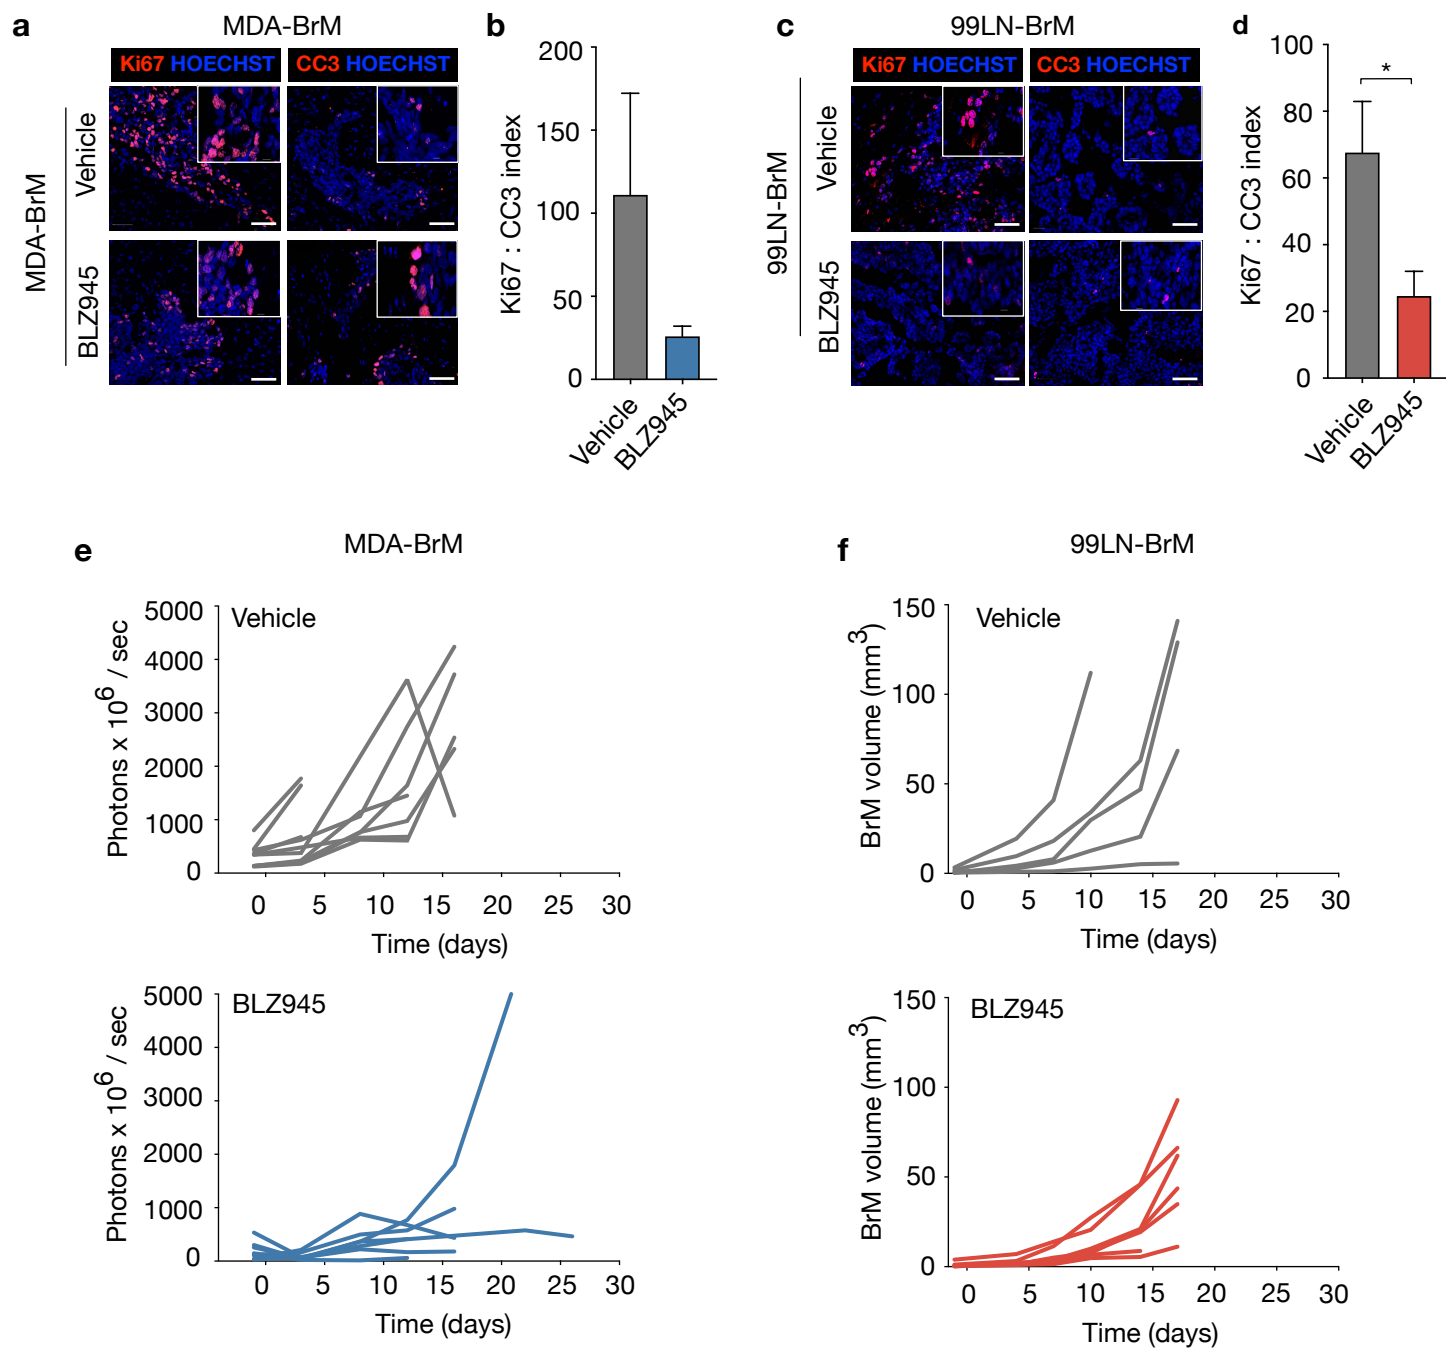 a
MDA-BrM
Ki67 HOECHST
CC3 HOECHST
MDA-BrM
Vehicle
BLZ945
b
Ki67 : CC3 index
200
150
100
50
0
Vehicle
BLZ945
c
99LN-BrM
Ki67 HOECHST
CC3 HOECHST
99LN-BrM
Vehicle
BLZ945
d
Ki67 : CC3 index
100
80
60
40
20
0
*
Vehicle
BLZ945
e
MDA-BrM
Vehicle
Photons x 10^6 / sec
5000
4000
3000
2000
1000
0
0 5 10 15 20 25 30
Time (days)
BLZ945
Photons x 10^6 / sec
5000
4000
3000
2000
1000
0
0 5 10 15 20 25 30
Time (days)
f
99LN-BrM
Vehicle
BrM volume (mm^3)
150
100
50
0
0 5 10 15 20 25 30
Time (days)
BLZ945
BrM volume (mm^3)
150
100
50
0
0 5 10 15 20 25 30
Time (days)